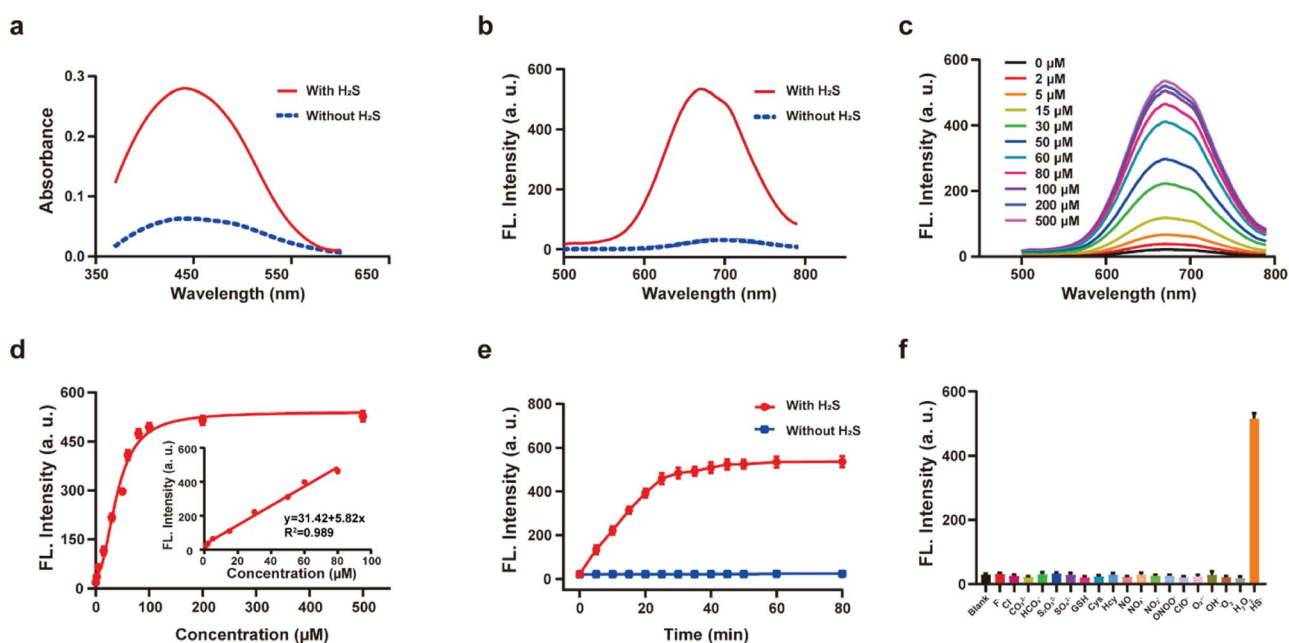 a
Absorbance
0.3
0.2
0.1
0.0
With H₂S
Without H₂S
350
450
550
650
Wavelength (nm)
b
FL. Intensity (a. u.)
600
400
200
0
With H₂S
Without H₂S
500
600
700
800
Wavelength (nm)
c
FL. Intensity (a. u.)
600
400
200
0
0 µM
2 µM
5 µM
15 µM
30 µM
50 µM
60 µM
80 µM
100 µM
200 µM
500 µM
500
600
700
800
Wavelength (nm)
d
FL. Intensity (a. u.)
600
450
300
150
0
FL. Intensity (a. u.)
600
400
200
0
y=31.42+5.82x
R²=0.989
0
20
40
60
80
100
Concentration (µM)
0
100
200
300
400
500
Concentration (µM)
e
FL. Intensity (a. u.)
800
600
400
200
0
With H₂S
Without H₂S
0
20
40
60
80
Time (min)
f
FL. Intensity (a. u.)
600
400
200
0
Blank
F⁻
Cl⁻
CO₃²⁻
HCO₃⁻
S₂O₃²⁻
SO₃²⁻
GSH
Cys
Hcy
NO
NO₂⁻
NO₃⁻
ONOO⁻
ClO⁻
O₂·⁻
OH·
H₂O₂
HS⁻